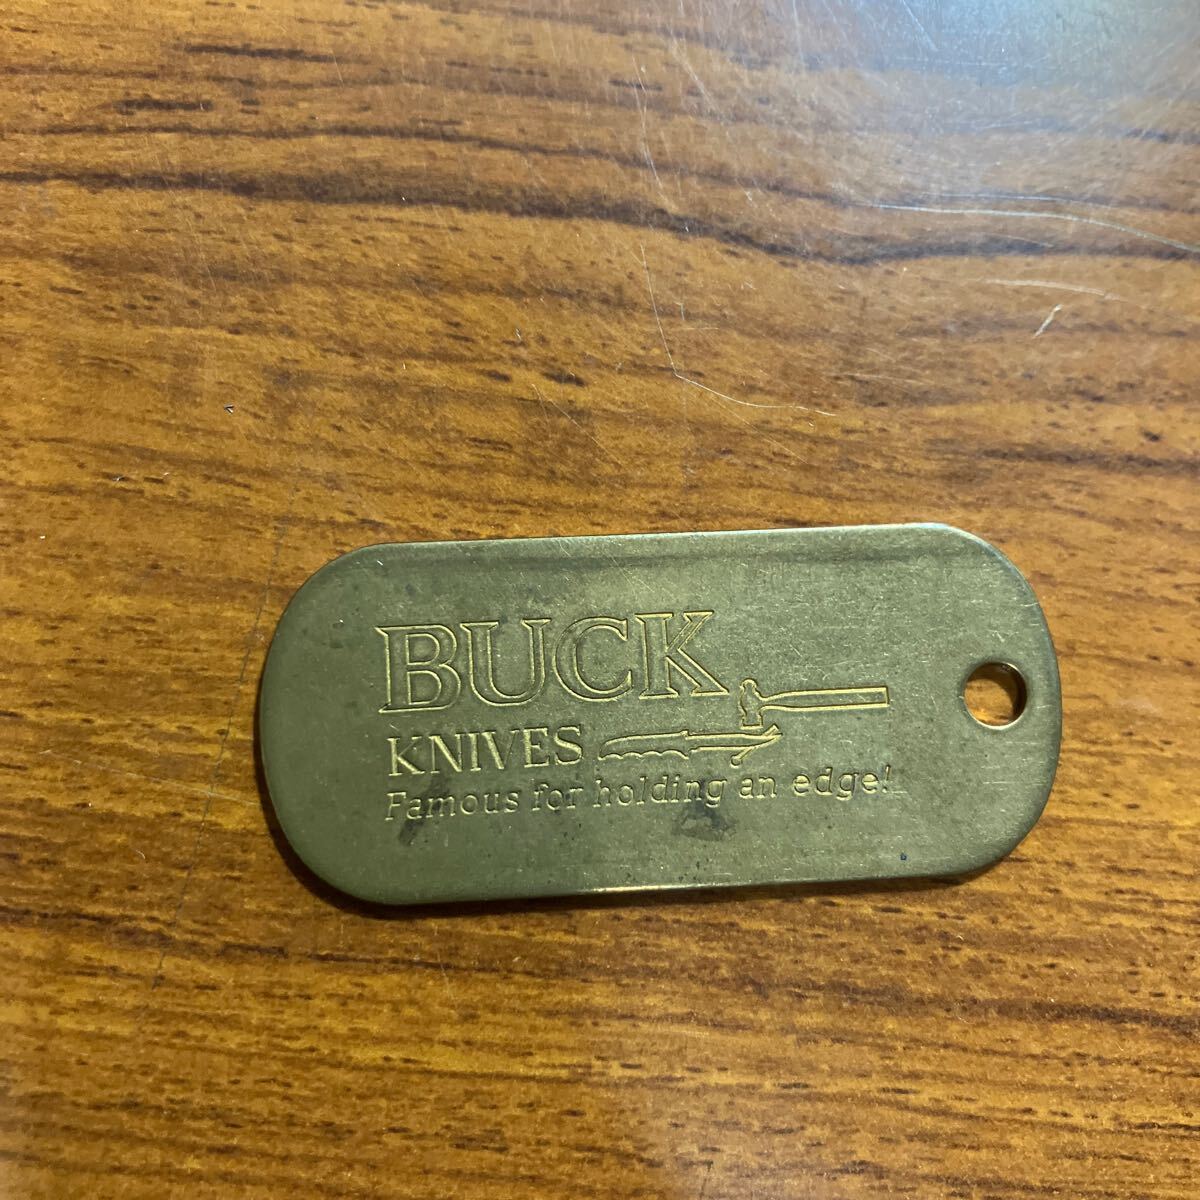 BUCK
KNIVES
Famous for holding an edge!